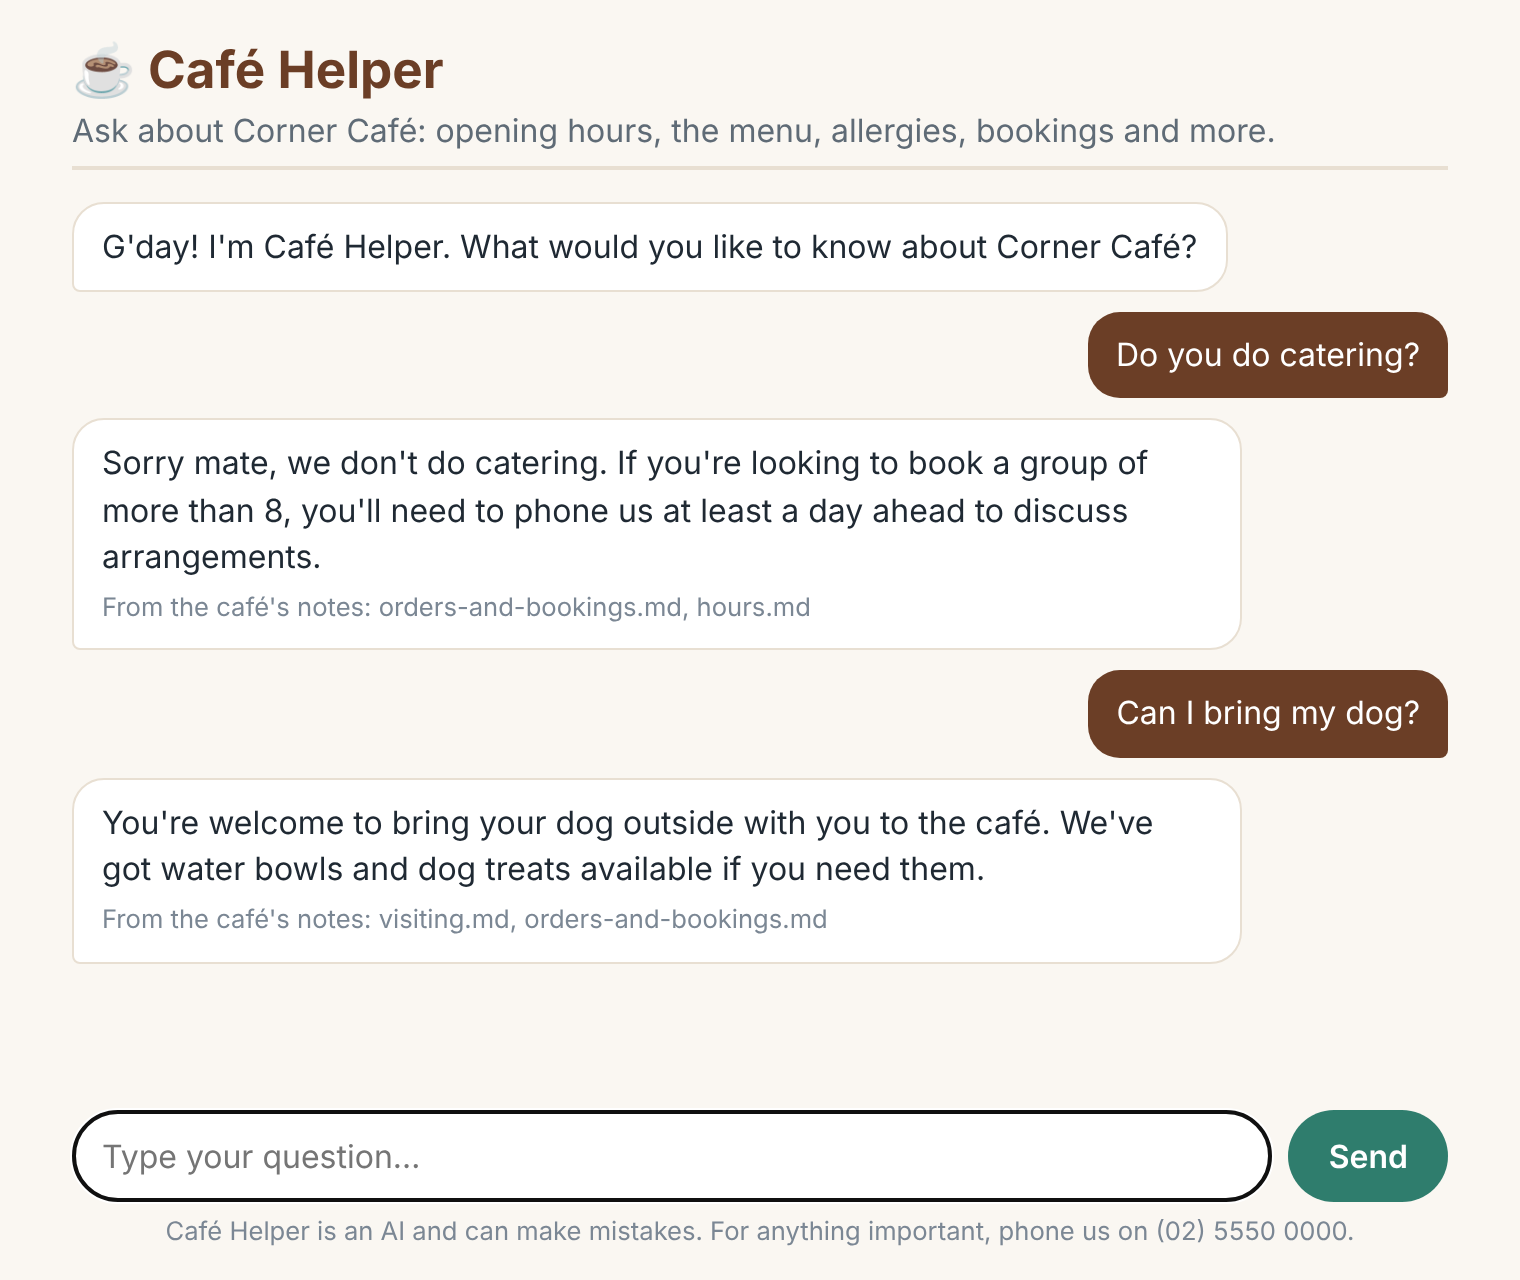 Café Helper
Ask about Corner Café: opening hours, the menu, allergies, bookings and more.
G'day! I'm Café Helper. What would you like to know about Corner Café?
Do you do catering?
Sorry mate, we don't do catering. If you're looking to book a group of
more than 8, you'll need to phone us at least a day ahead to discuss
arrangements.
From the café's notes: orders-and-bookings.md, hours.md
Can I bring my dog?
You're welcome to bring your dog outside with you to the café. We've
got water bowls and dog treats available if you need them.
From the café's notes: visiting.md, orders-and-bookings.md
Type your question...
Send
Café Helper is an AI and can make mistakes. For anything important, phone us on (02) 5550 0000.